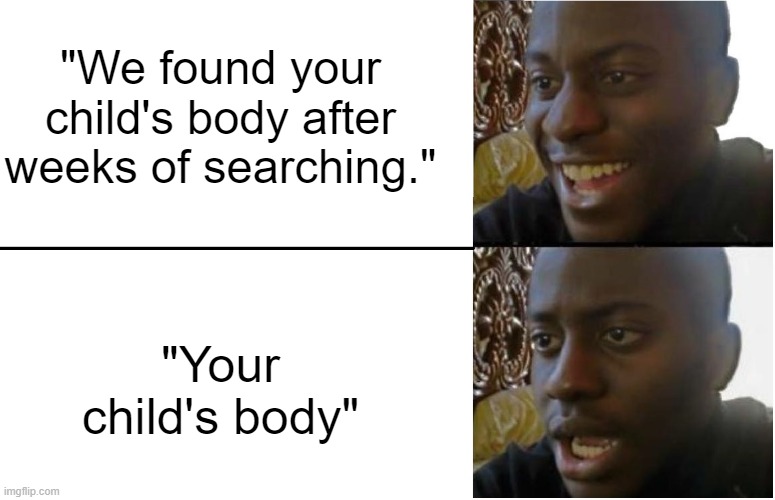 "We found your
child's body after
weeks of searching."
"Your
child's body"
imgflip.com